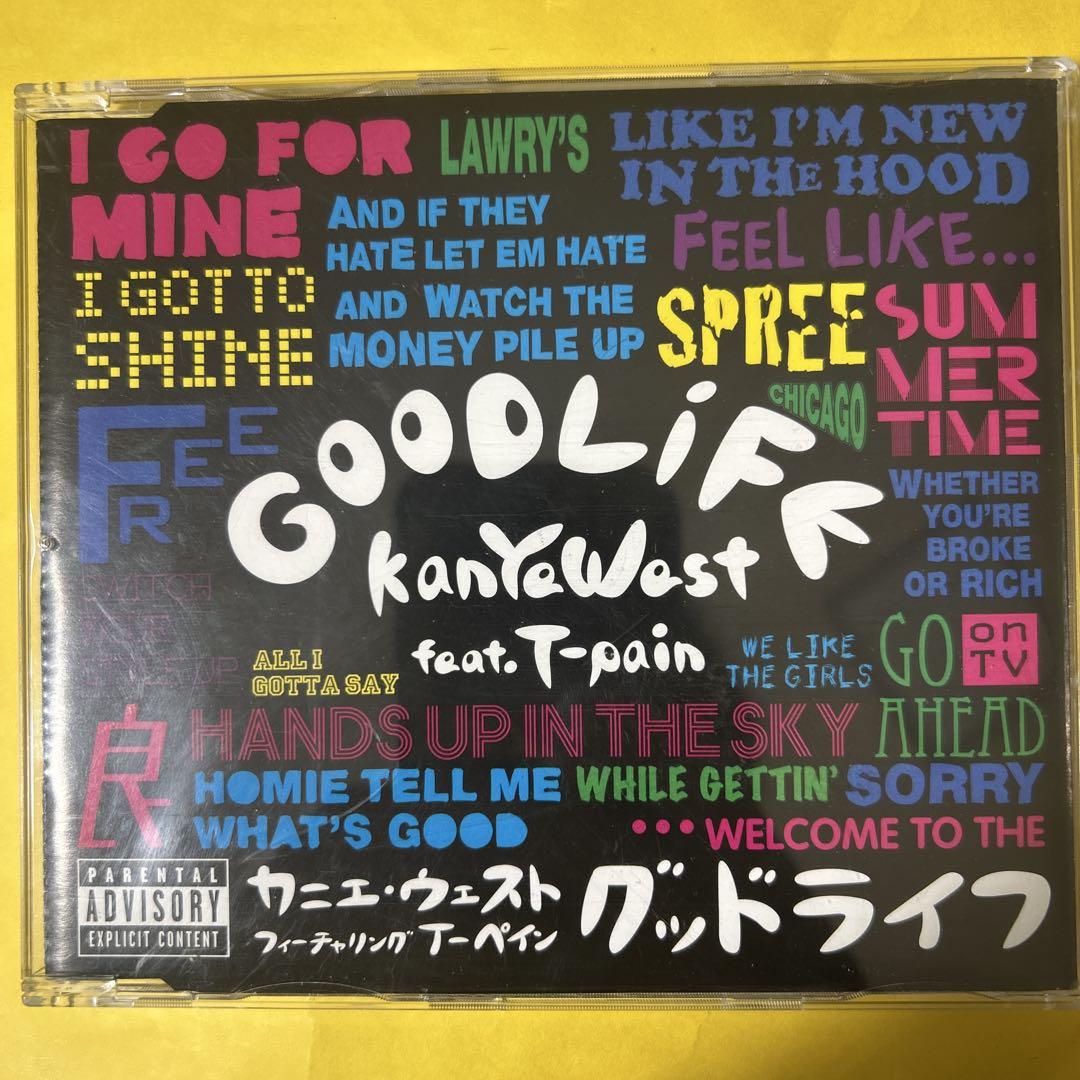 I GO FOR
MINE
LAWRY'S
LIKE I'M NEW
IN THE HOOD
AND IF THEY
HATE LET EM HATE
FEEL LIKE...
I GOT TO
SHINE
AND WATCH THE
MONEY PILE UP
SPREE
SUM
MER
TIME
CHICAGO
FREE
GOODLiFE
KanYeWest
feat. T-pain
WHETHER
YOU'RE
BROKE
OR RICH
SWITCH
ALL I
GOTTA SAY
WE LIKE
THE GIRLS
GO
on
TV
AHEAD
良
HANDS UP IN THE SKY
HOMIE TELL ME
WHAT'S GOOD
WHILE GETTIN'
SORRY
•••WELCOME TO THE
PARENTAL
ADVISORY
EXPLICIT CONTENT
カニエ・ウェスト
フィーチャリング T-ペイン
グッドライフ